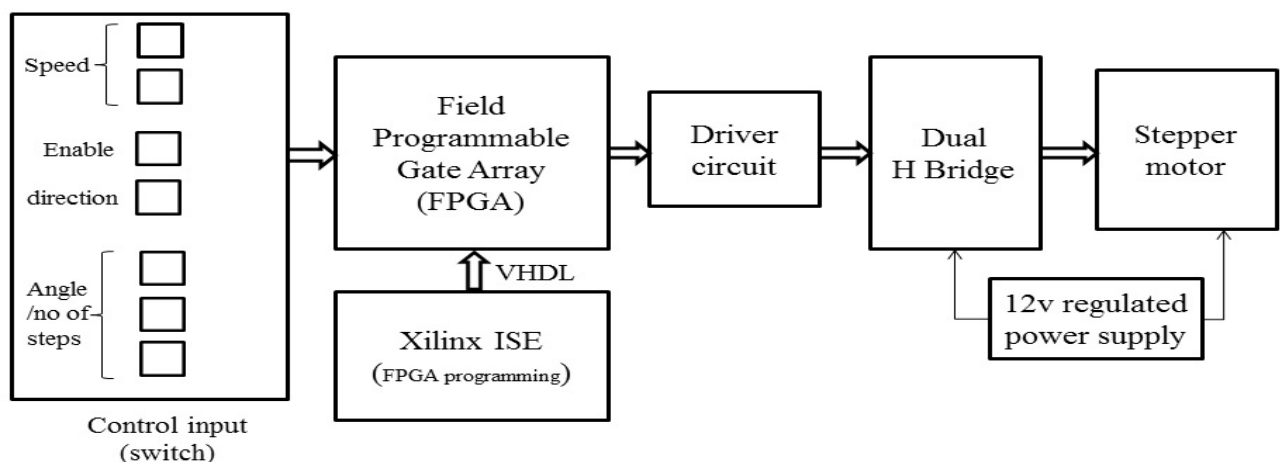 Speed
Enable
direction
Angle
/no of
steps
Control input
(switch)
Field
Programmable
Gate Array
(FPGA)
VHDL
Xilinx ISE
(FPGA programming)
Driver
circuit
Dual
H Bridge
Stepper
motor
12v regulated
power supply